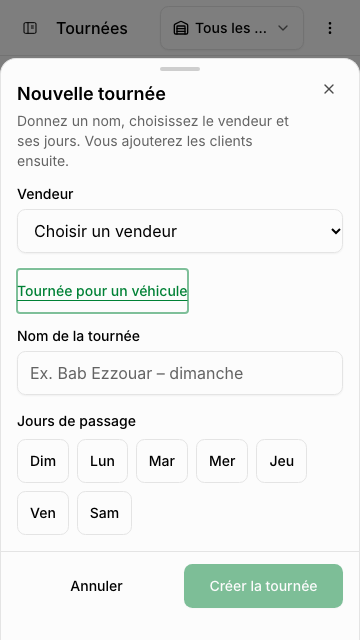 Tournées
Tous les ...
Nouvelle tournée
Donnez un nom, choisissez le vendeur et
ses jours. Vous ajouterez les clients
ensuite.
Vendeur
Choisir un vendeur
Tournée pour un véhicule
Nom de la tournée
Ex. Bab Ezzouar – dimanche
Jours de passage
Dim Lun Mar Mer Jeu
Ven Sam
Annuler Créer la tournée